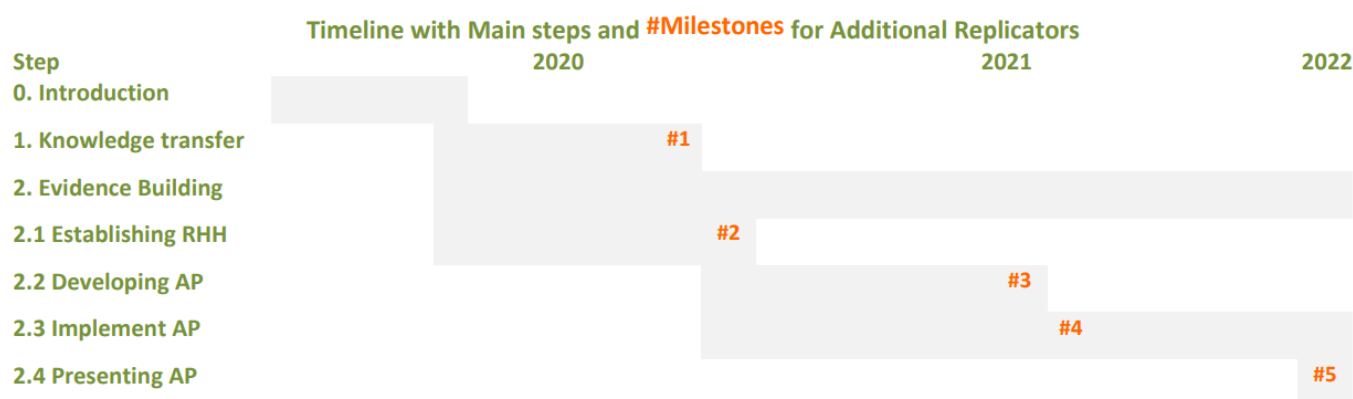 Timeline with Main steps and #Milestones for Additional Replicators
Step 2020 2021 2022
0. Introduction
1. Knowledge transfer #1
2. Evidence Building
2.1 Establishing RHH #2
2.2 Developing AP #3
2.3 Implement AP #4
2.4 Presenting AP #5